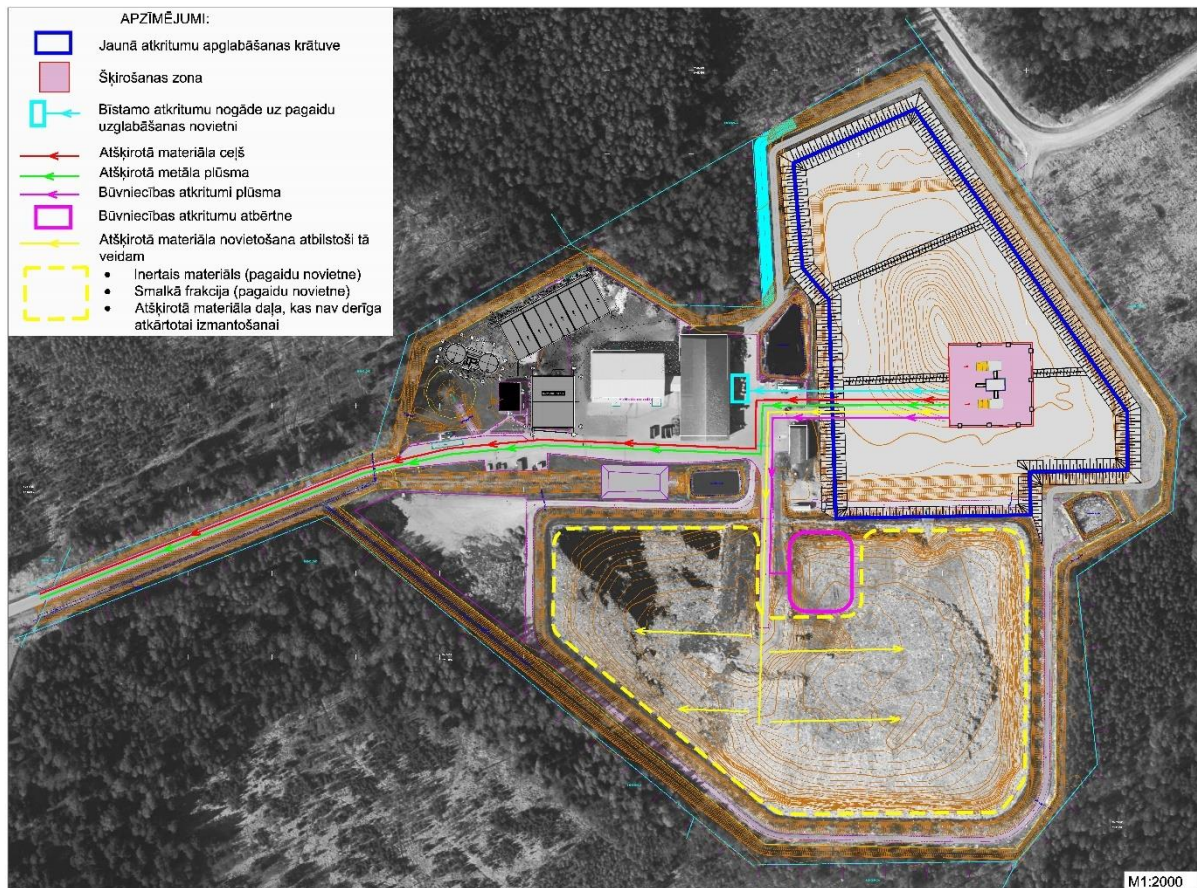 APZĪMĒJUMI:
Jaunā atkritumu apglabāšanas krātuve
Šķirošanas zona
Bīstamo atkritumu nogāde uz pagaidu
uzglabāšanas novietni
Atšķirotā materiāla ceļš
Atšķirotā metāla plūsma
Būvniecības atkritumi plūsma
Būvniecības atkritumu atbērtne
Atšķirotā materiāla novietošana atbilstoši tā
veidam
• Inertais materiāls (pagaidu novietne)
• Smalkā frakcija (pagaidu novietne)
• Atšķirotā materiāla daļa, kas nav derīga
atkārtotai izmantošanai
M1:2000